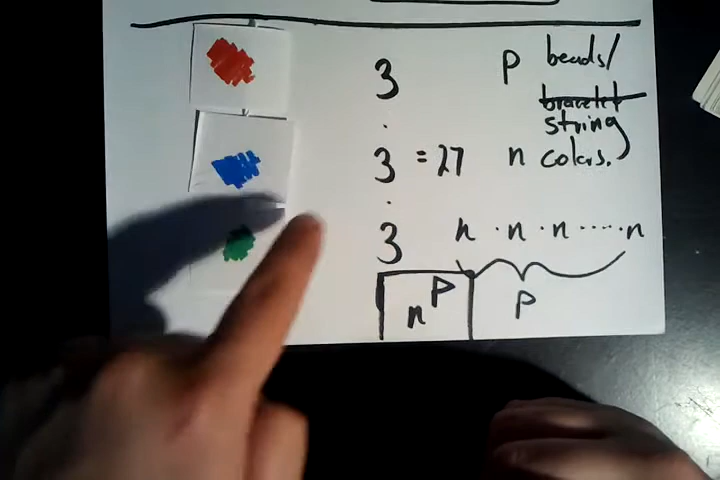 3
·
3 = 27
·
3
p beads/
bracelet
string
n colors.
n · n · n ····· n
p
n^p